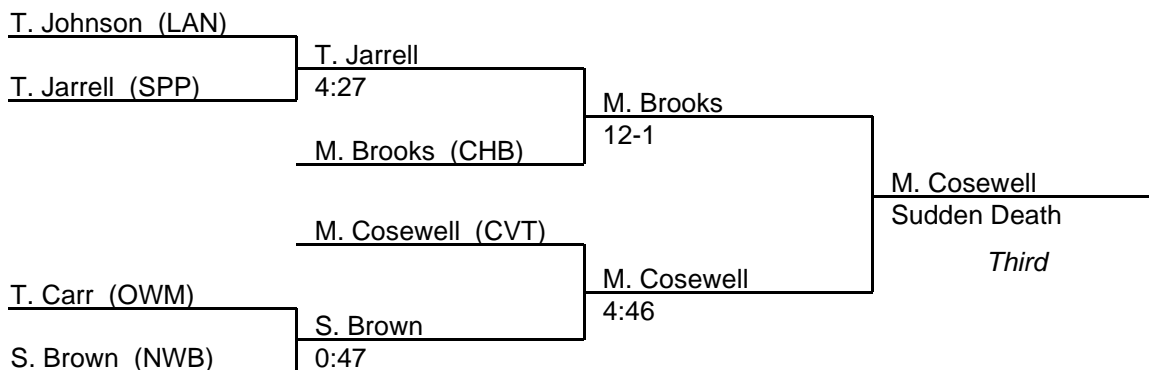 T. Johnson (LAN)
T. Jarrell
T. Jarrell (SPP)
4:27
M. Brooks
12-1
M. Brooks (CHB)
M. Cosewell
Sudden Death
M. Cosewell (CVT)
Third
M. Cosewell
T. Carr (OWM)
4:46
S. Brown
S. Brown (NWB)
0:47